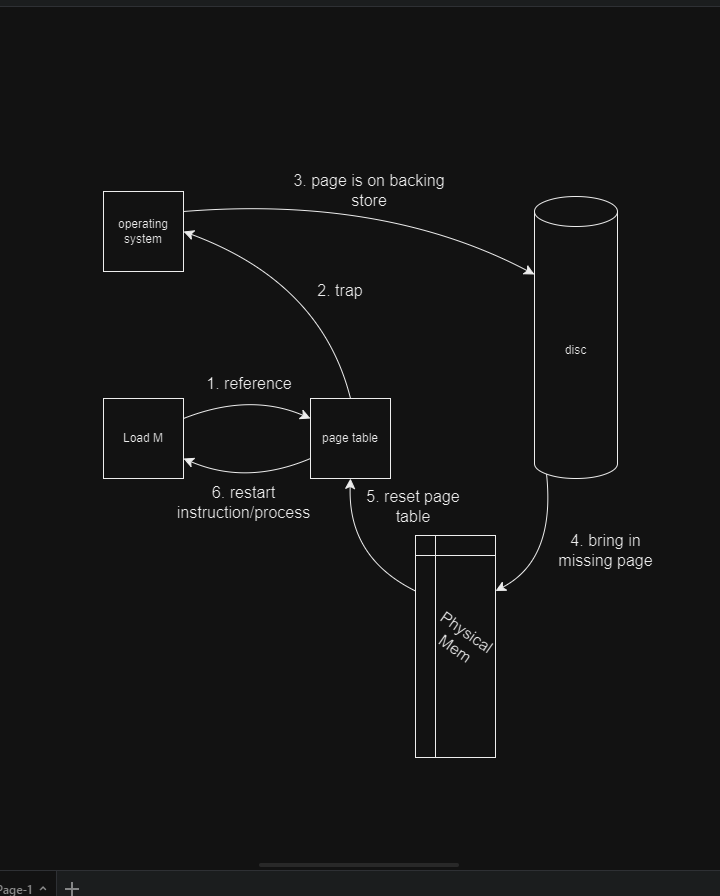 3. page is on backing
store
operating
system
2. trap
disc
1. reference
Load M
page table
6. restart
instruction/process
5. reset page
table
4. bring in
missing page
Physical
Mem
Page-1